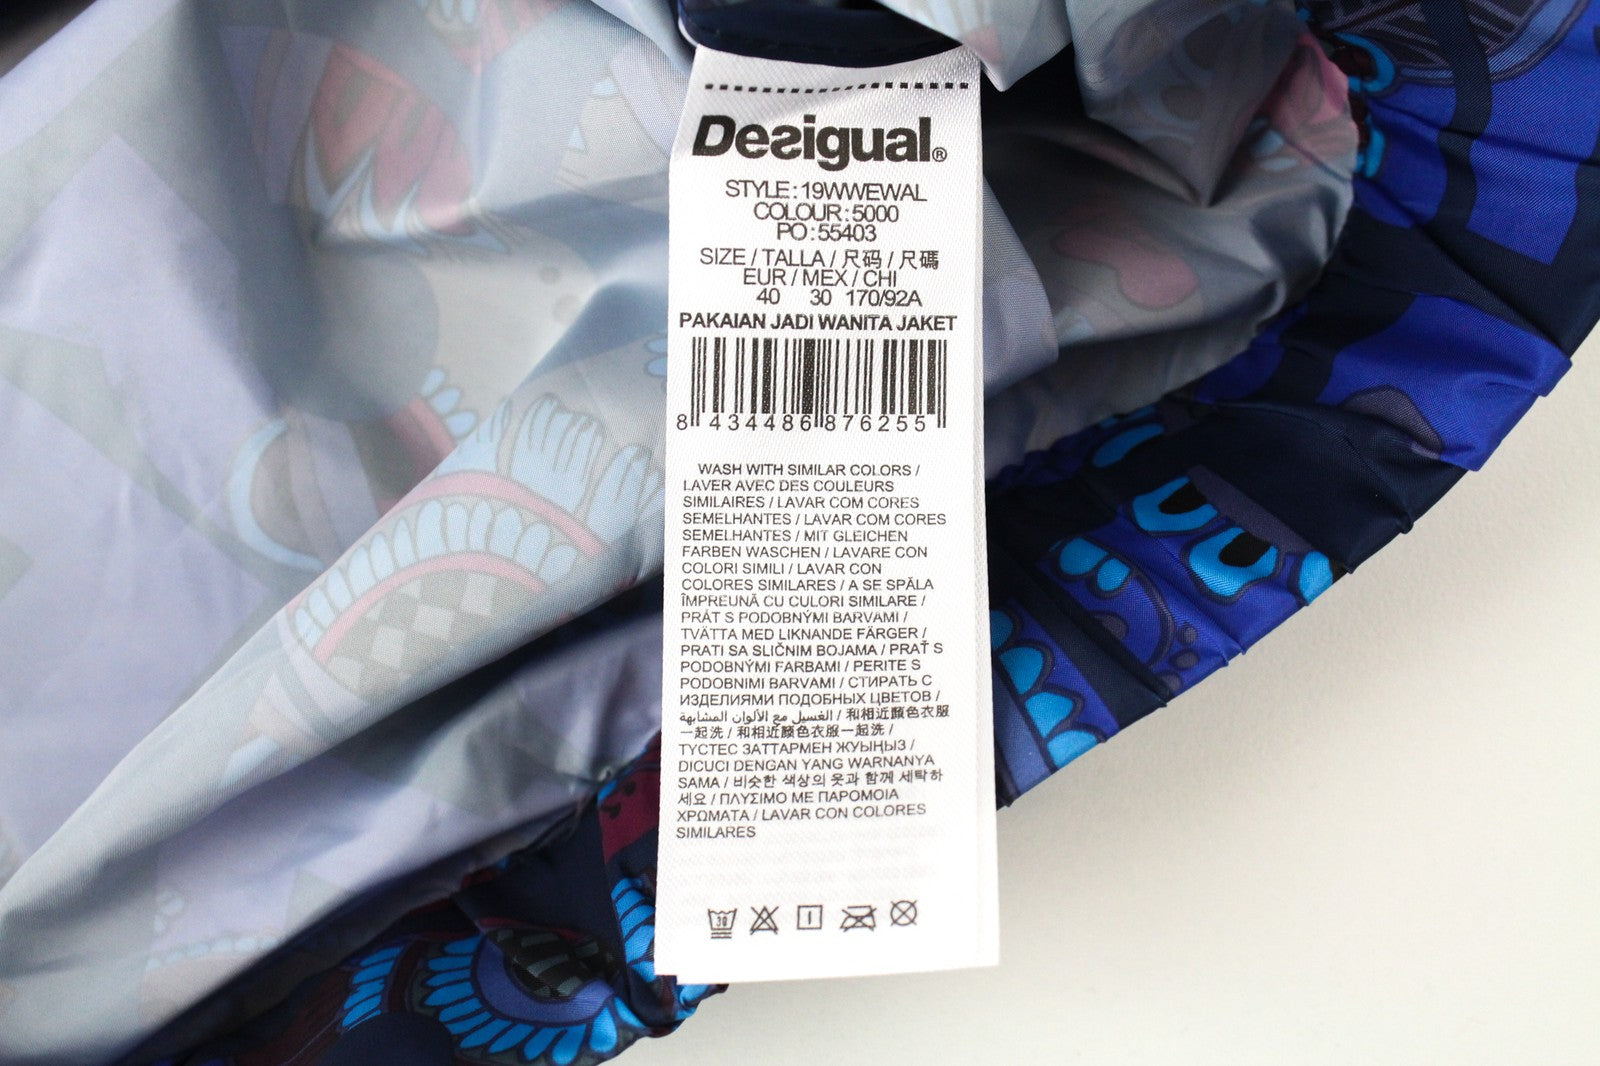 Desigual®
STYLE: 19WWEWAL
COLOUR: 5000
PO: 55403
SIZE / TALLA / 尺码 / 尺碼
EUR / MEX / CHI
40 30 170/92A
PAKAIAN JADI WANITA JAKET
8 434486 876255
WASH WITH SIMILAR COLORS /
LAVER AVEC DES COULEURS
SIMILAIRES / LAVAR COM CORES
SEMELHANTES / LAVAR COM CORES
SEMELHANTES / MIT GLEICHEN
FARBEN WASCHEN / LAVARE CON
COLORI SIMILI / LAVAR CON
COLORES SIMILARES / A SE SPĂLA
ÎMPREUNĂ CU CULORI SIMILARE /
PRÁT S PODOBNÝMI BARVAMI /
TVÄTTA MED LIKNANDE FÄRGER /
PRATI SA SLIČNIM BOJAMA / PRAŤ S
PODOBNÝMI FARBAMI / PERITE S
PODOBNIMI BARVAMI / СТИРАТЬ С
ИЗДЕЛИЯМИ ПОДОБНЫХ ЦВЕТОВ /
الغسيل مع الألوان المشابهة / 和相近顏色衣服
一起洗 / 和相近顏色衣服一起洗 /
ТҮСТЕС ЗАТТАРМЕН ЖУЫҢЫЗ /
DICUCI DENGAN YANG WARNANYA
SAMA / 비슷한 색상의 옷과 함께 세탁하
세요 / ΠΛΥΣΙΜΟ ΜΕ ΠΑΡΟΜΟΙΑ
ΧΡΩΜΑΤΑ / LAVAR CON COLORES
SIMILARES
30